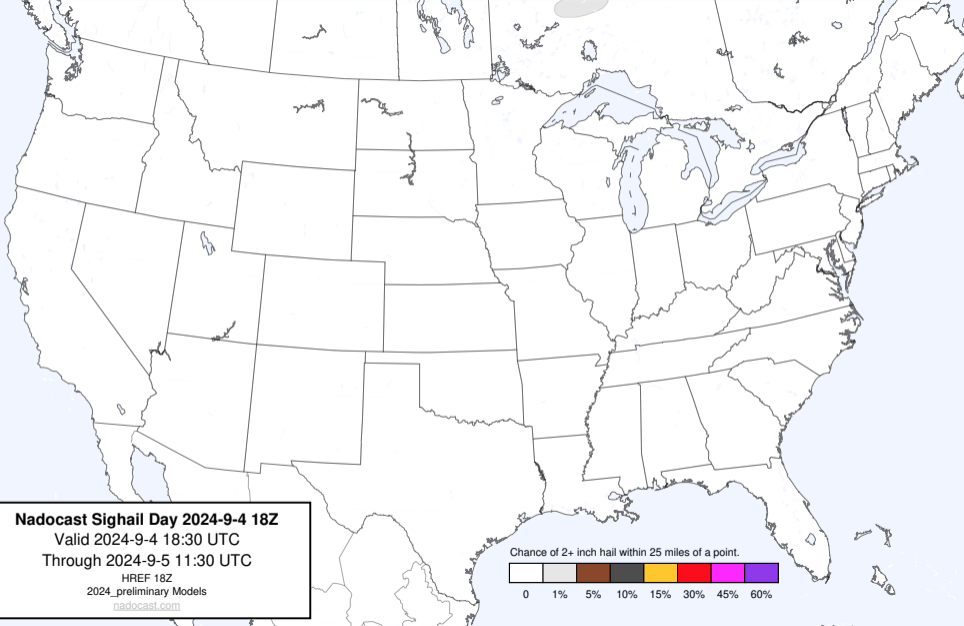 Nadocast Sighail Day 2024-9-4 18Z
Valid 2024-9-4 18:30 UTC
Through 2024-9-5 11:30 UTC
HREF 18Z
2024_preliminary Models
nadocast.com
Chance of 2+ inch hail within 25 miles of a point.
0 1% 5% 10% 15% 30% 45% 60%